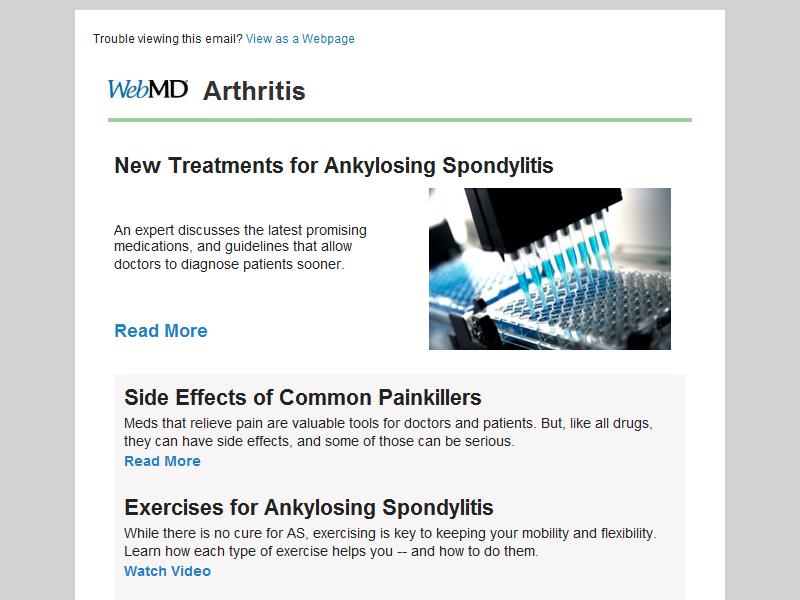 Trouble viewing this email? View as a Webpage
WebMD Arthritis
New Treatments for Ankylosing Spondylitis
An expert discusses the latest promising
medications, and guidelines that allow
doctors to diagnose patients sooner.
Read More
Side Effects of Common Painkillers
Meds that relieve pain are valuable tools for doctors and patients. But, like all drugs,
they can have side effects, and some of those can be serious.
Read More
Exercises for Ankylosing Spondylitis
While there is no cure for AS, exercising is key to keeping your mobility and flexibility.
Learn how each type of exercise helps you -- and how to do them.
Watch Video